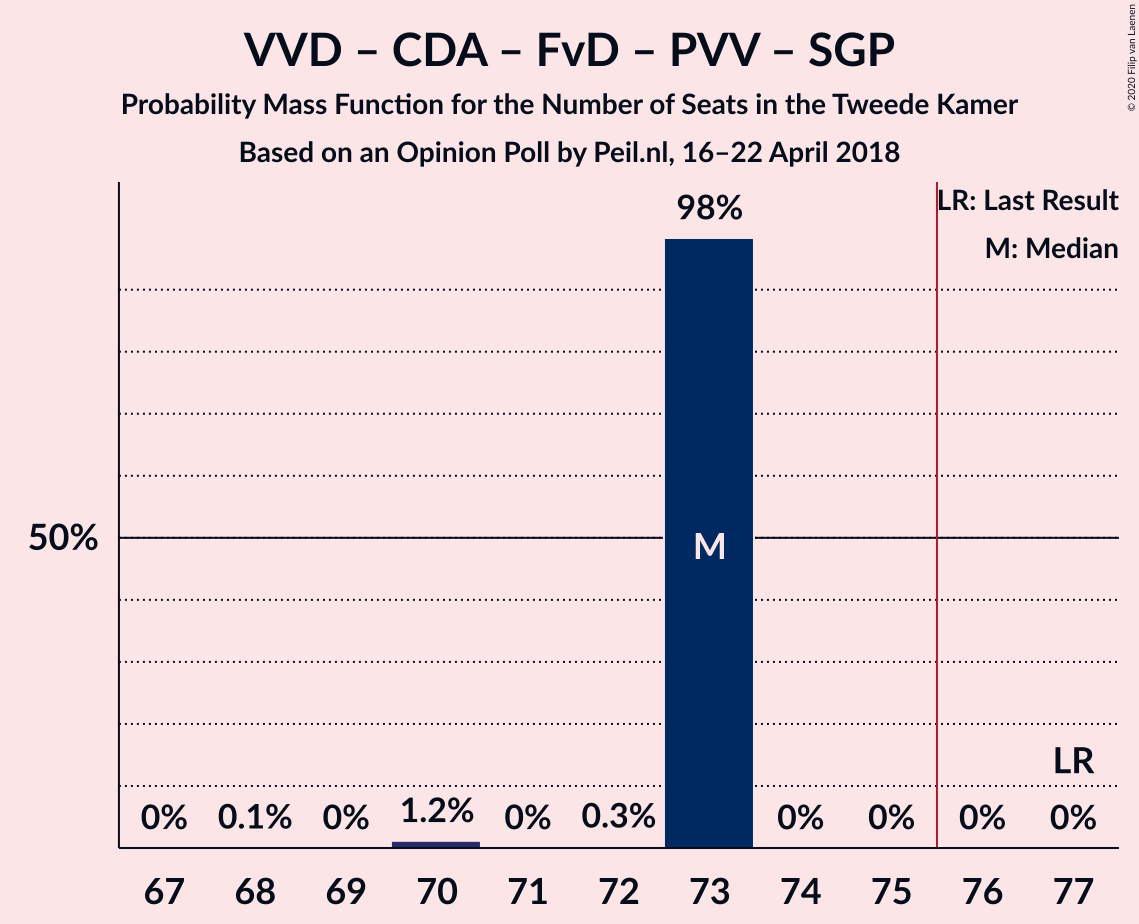 VVD – CDA – FvD – PVV – SGP
Probability Mass Function for the Number of Seats in the Tweede Kamer
Based on an Opinion Poll by Peil.nl, 16–22 April 2018
© 2020 Filip van Laenen
LR: Last Result
M: Median
98%
50%
M
LR
0% 0.1% 0% 1.2% 0% 0.3% 0% 0% 0% 0%
67 68 69 70 71 72 73 74 75 76 77